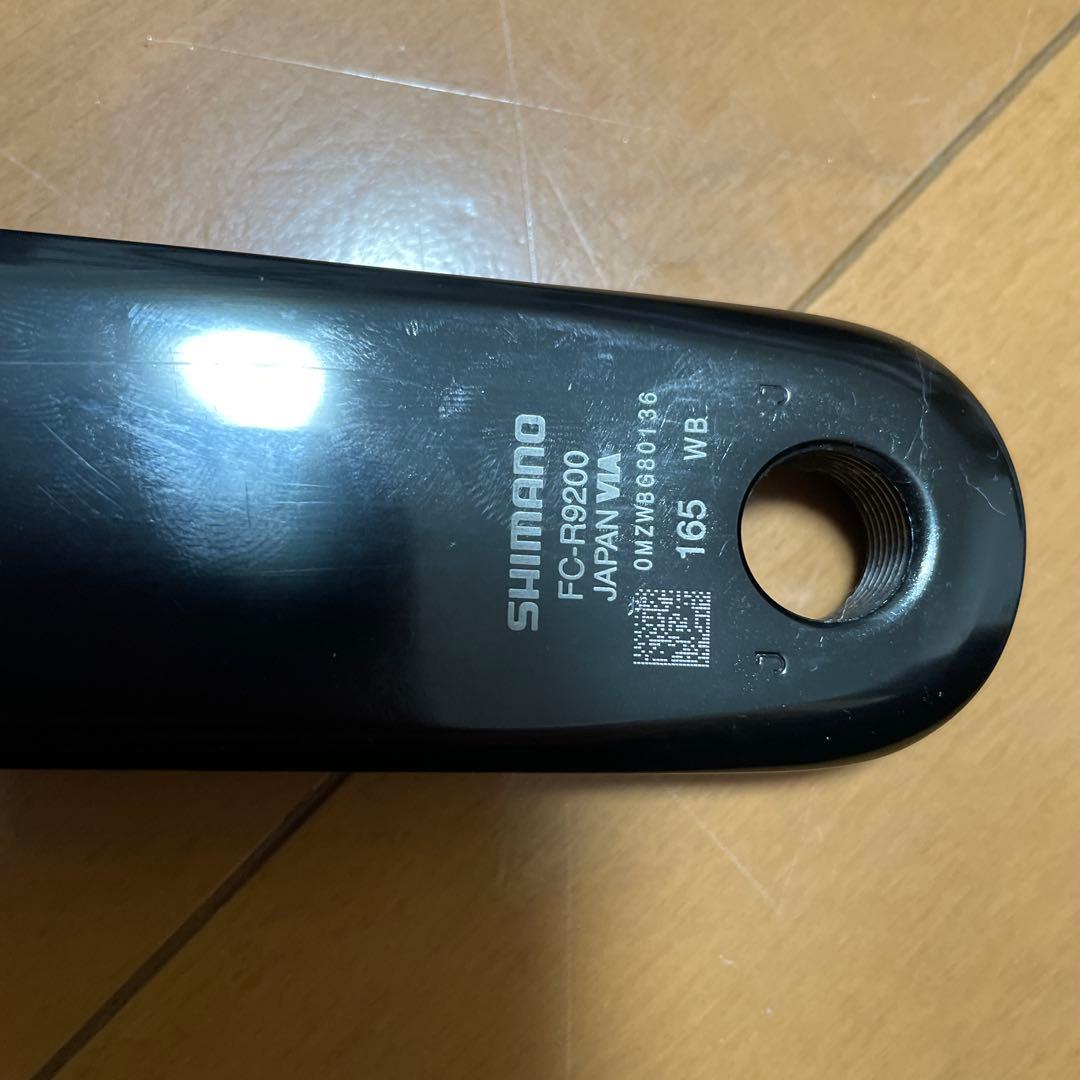 SHIMANO
FC-R9200
JAPAN VIA
0MZWBG80136
165 WB
J
J